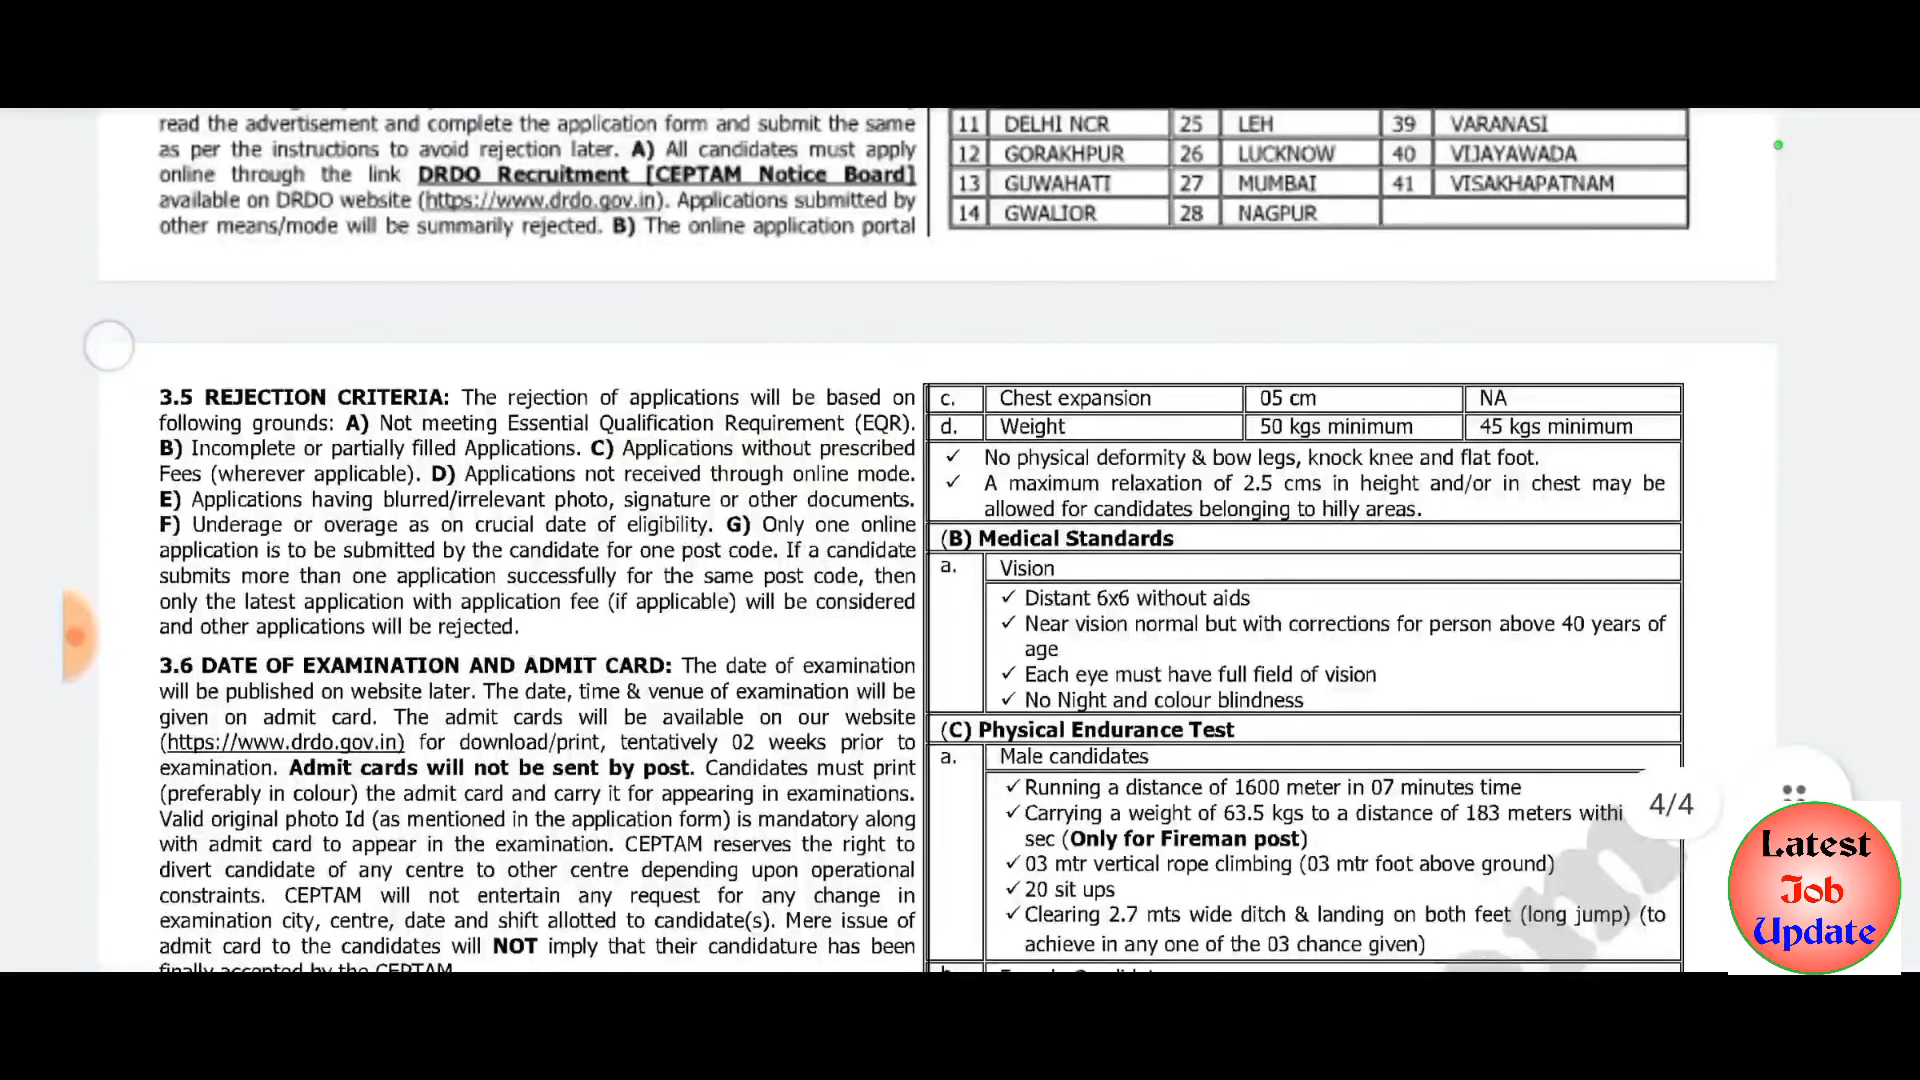 read the advertisement and complete the application form and submit the same
as per the instructions to avoid rejection later. A) All candidates must apply
online through the link DRDO Recruitment [CEPTAM Notice Board]
available on DRDO website (https://www.drdo.gov.in). Applications submitted by
other means/mode will be summarily rejected. B) The online application portal
11 DELHI NCR 25 LEH 39 VARANASI
12 GORAKHPUR 26 LUCKNOW 40 VIJAYAWADA
13 GUWAHATI 27 MUMBAI 41 VISAKHAPATNAM
14 GWALIOR 28 NAGPUR
3.5 REJECTION CRITERIA: The rejection of applications will be based on
following grounds: A) Not meeting Essential Qualification Requirement (EQR).
B) Incomplete or partially filled Applications. C) Applications without prescribed
Fees (wherever applicable). D) Applications not received through online mode.
E) Applications having blurred/irrelevant photo, signature or other documents.
F) Underage or overage as on crucial date of eligibility. G) Only one online
application is to be submitted by the candidate for one post code. If a candidate
submits more than one application successfully for the same post code, then
only the latest application with application fee (if applicable) will be considered
and other applications will be rejected.
3.6 DATE OF EXAMINATION AND ADMIT CARD: The date of examination
will be published on website later. The date, time & venue of examination will be
given on admit card. The admit cards will be available on our website
(https://www.drdo.gov.in) for download/print, tentatively 02 weeks prior to
examination. Admit cards will not be sent by post. Candidates must print
(preferably in colour) the admit card and carry it for appearing in examinations.
Valid original photo Id (as mentioned in the application form) is mandatory along
with admit card to appear in the examination. CEPTAM reserves the right to
divert candidate of any centre to other centre depending upon operational
constraints. CEPTAM will not entertain any request for any change in
examination city, centre, date and shift allotted to candidate(s). Mere issue of
admit card to the candidates will NOT imply that their candidature has been
finally accepted by the CEPTAM.
c. Chest expansion 05 cm NA
d. Weight 50 kgs minimum 45 kgs minimum
✓ No physical deformity & bow legs, knock knee and flat foot.
✓ A maximum relaxation of 2.5 cms in height and/or in chest may be
allowed for candidates belonging to hilly areas.
(B) Medical Standards
a. Vision
✓ Distant 6x6 without aids
✓ Near vision normal but with corrections for person above 40 years of
age
✓ Each eye must have full field of vision
✓ No Night and colour blindness
(C) Physical Endurance Test
a. Male candidates
✓ Running a distance of 1600 meter in 07 minutes time
✓ Carrying a weight of 63.5 kgs to a distance of 183 meters withi
sec (Only for Fireman post)
✓ 03 mtr vertical rope climbing (03 mtr foot above ground)
✓ 20 sit ups
✓ Clearing 2.7 mts wide ditch & landing on both feet (long jump) (to
achieve in any one of the 03 chance given)
4/4
Latest
Job
Update